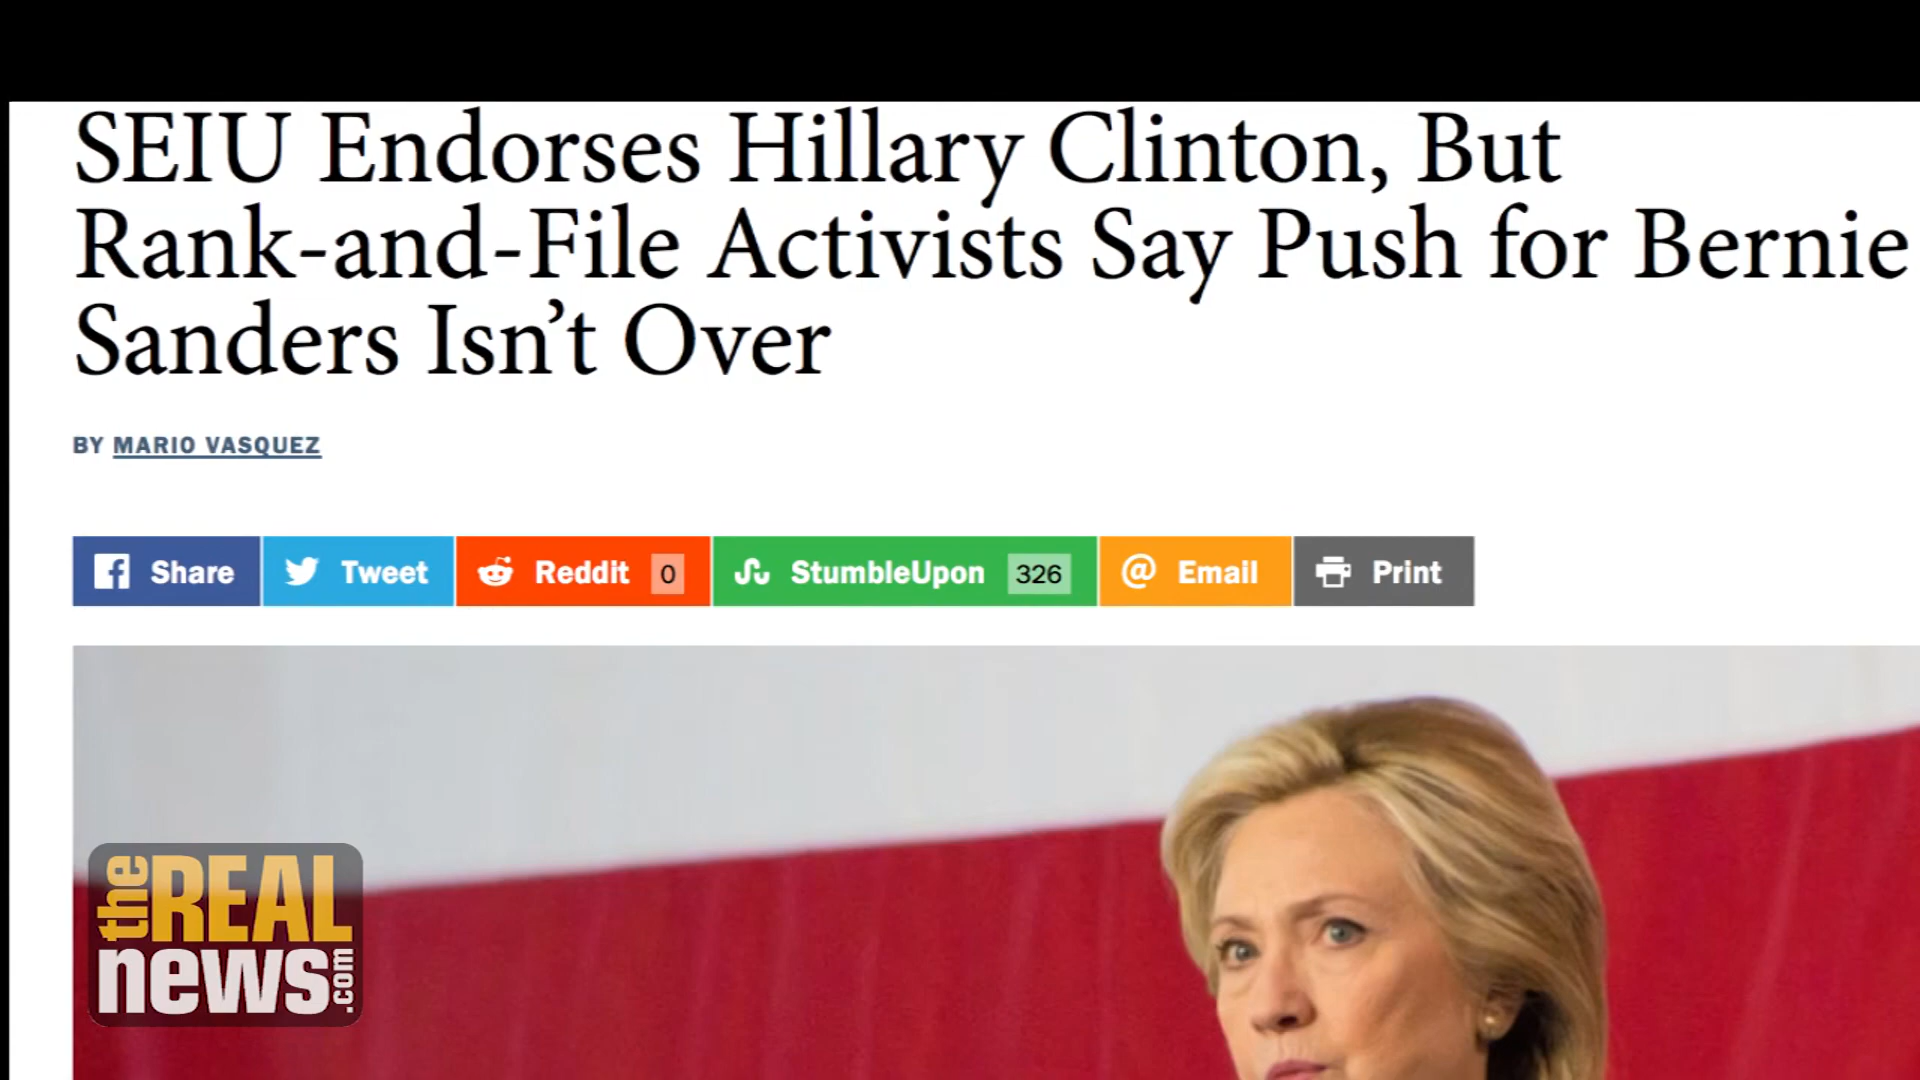 SEIU Endorses Hillary Clinton, But
Rank-and-File Activists Say Push for Bernie
Sanders Isn’t Over
BY MARIO VASQUEZ
Share Tweet Reddit 0 StumbleUpon 326 @ Email Print
the REAL
news.com